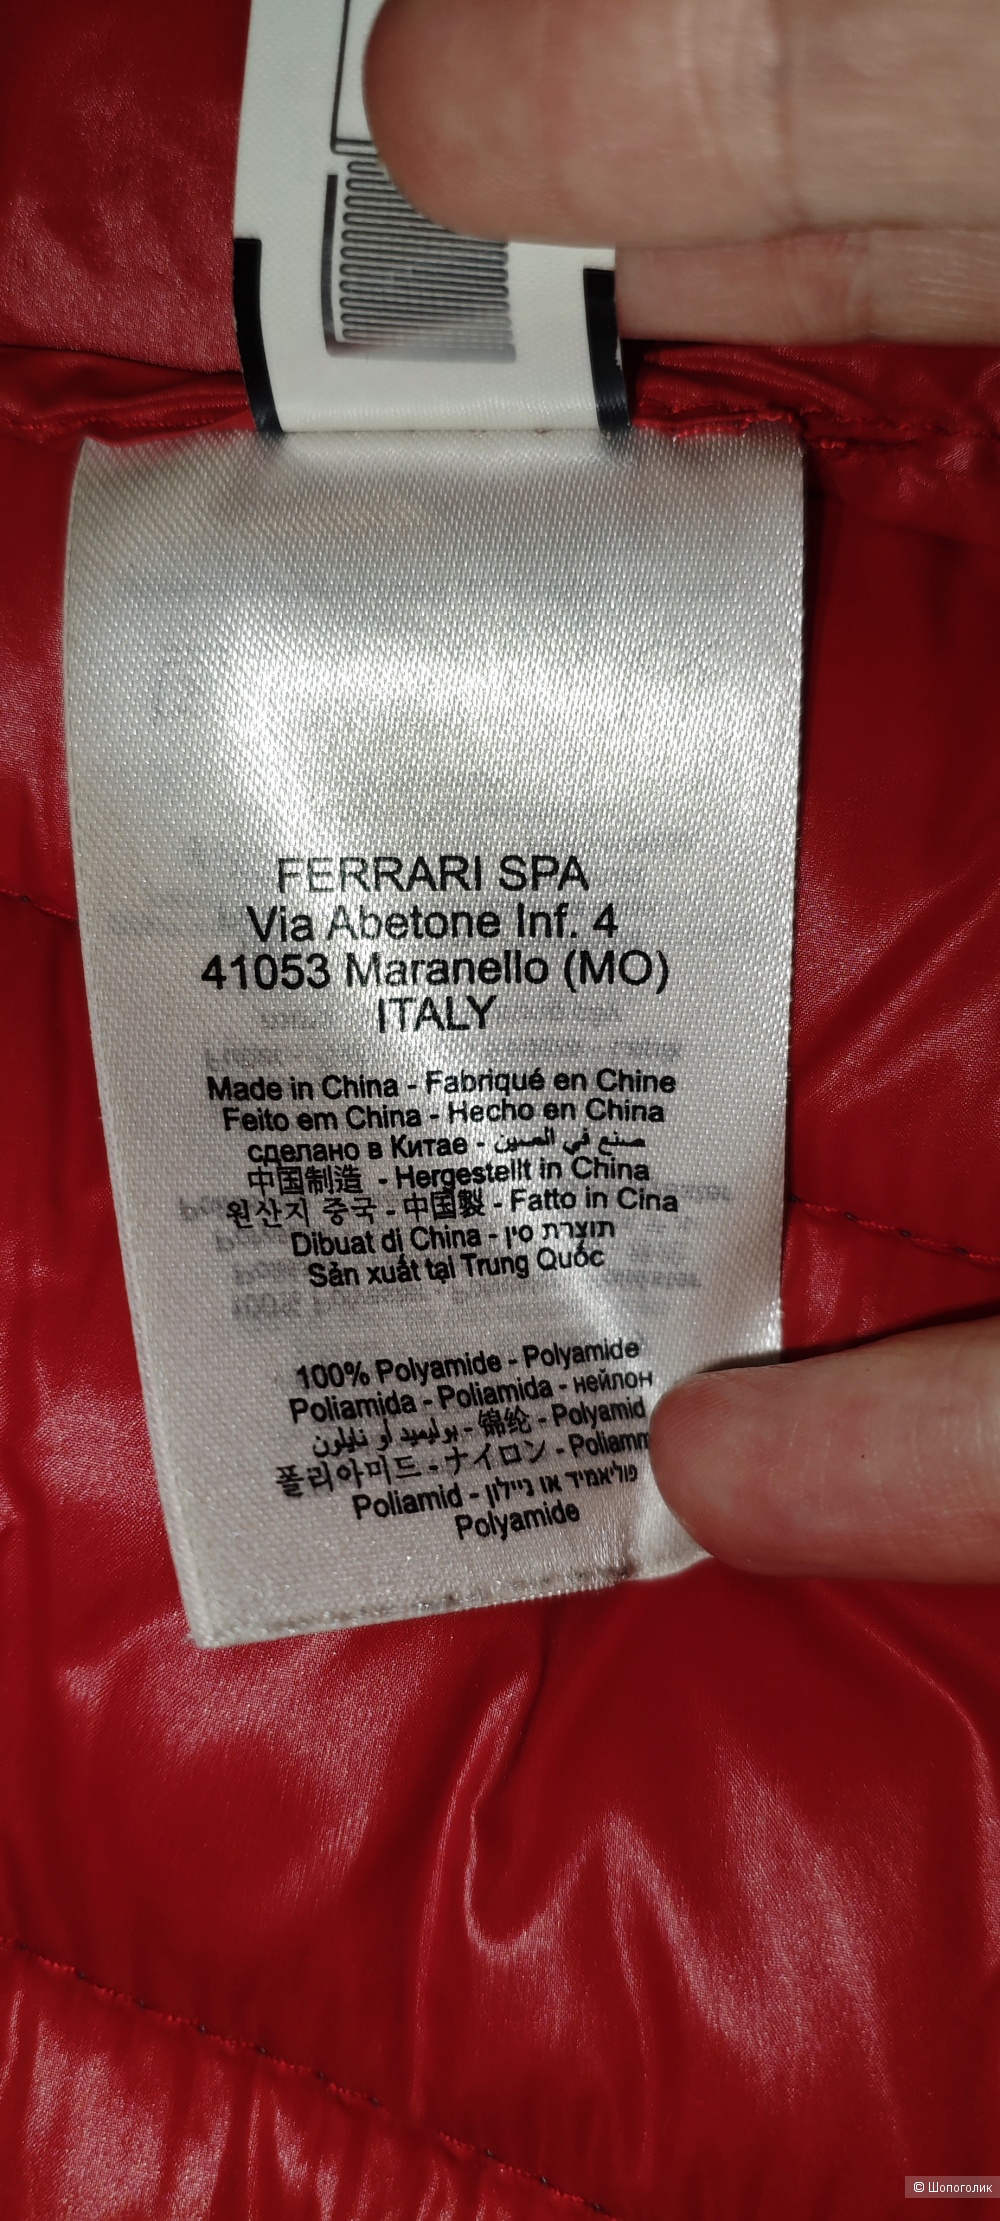 FERRARI SPA
Via Abetone Inf. 4
41053 Maranello (MO)
ITALY
Made in China - Fabriqué en Chine
Feito em China - Hecho en China
сделано в Китае - صنع في الصين
中国制造 - Hergestellt in China
원산지 중국 - 中国製 - Fatto in Cina
Dibuat di China - תוצרת סין
Sản xuất tại Trung Quốc
100% Polyamide - Polyamide
Poliamida - Poliamida - нейлон
بوليميد أو نايلون - 锦纶 - Polyamid
폴리아미드 - ナイロン - Poliamm
Poliamid - פוליאמיד או ניילון
Polyamide
© Шопоголик